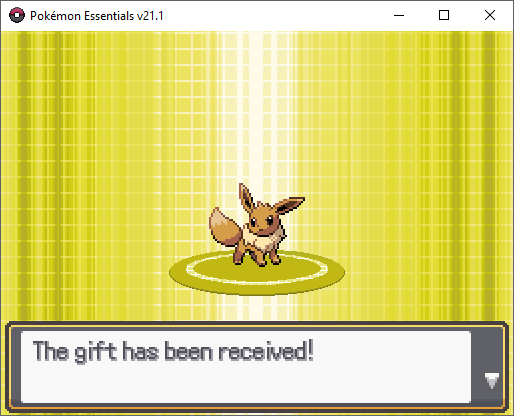 Pokémon Essentials v21.1
The gift has been received!